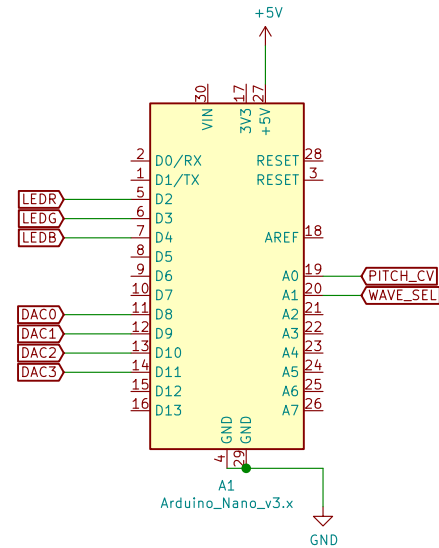 +5V
30 17 27
VIN 3V3 +5V
2 D0/RX RESET 28
1 D1/TX RESET 3
LEDR 5 D2
LEDG 6 D3
LEDB 7 D4 AREF 18
8 D5
9 D6 A0 19 PITCH_CV
10 D7 A1 20 WAVE_SEL
DAC0 11 D8 A2 21
DAC1 12 D9 A3 22
DAC2 13 D10 A4 23
DAC3 14 D11 A5 24
15 D12 A6 25
16 D13 A7 26
GND GND
4 29
A1
Arduino_Nano_v3.x
GND